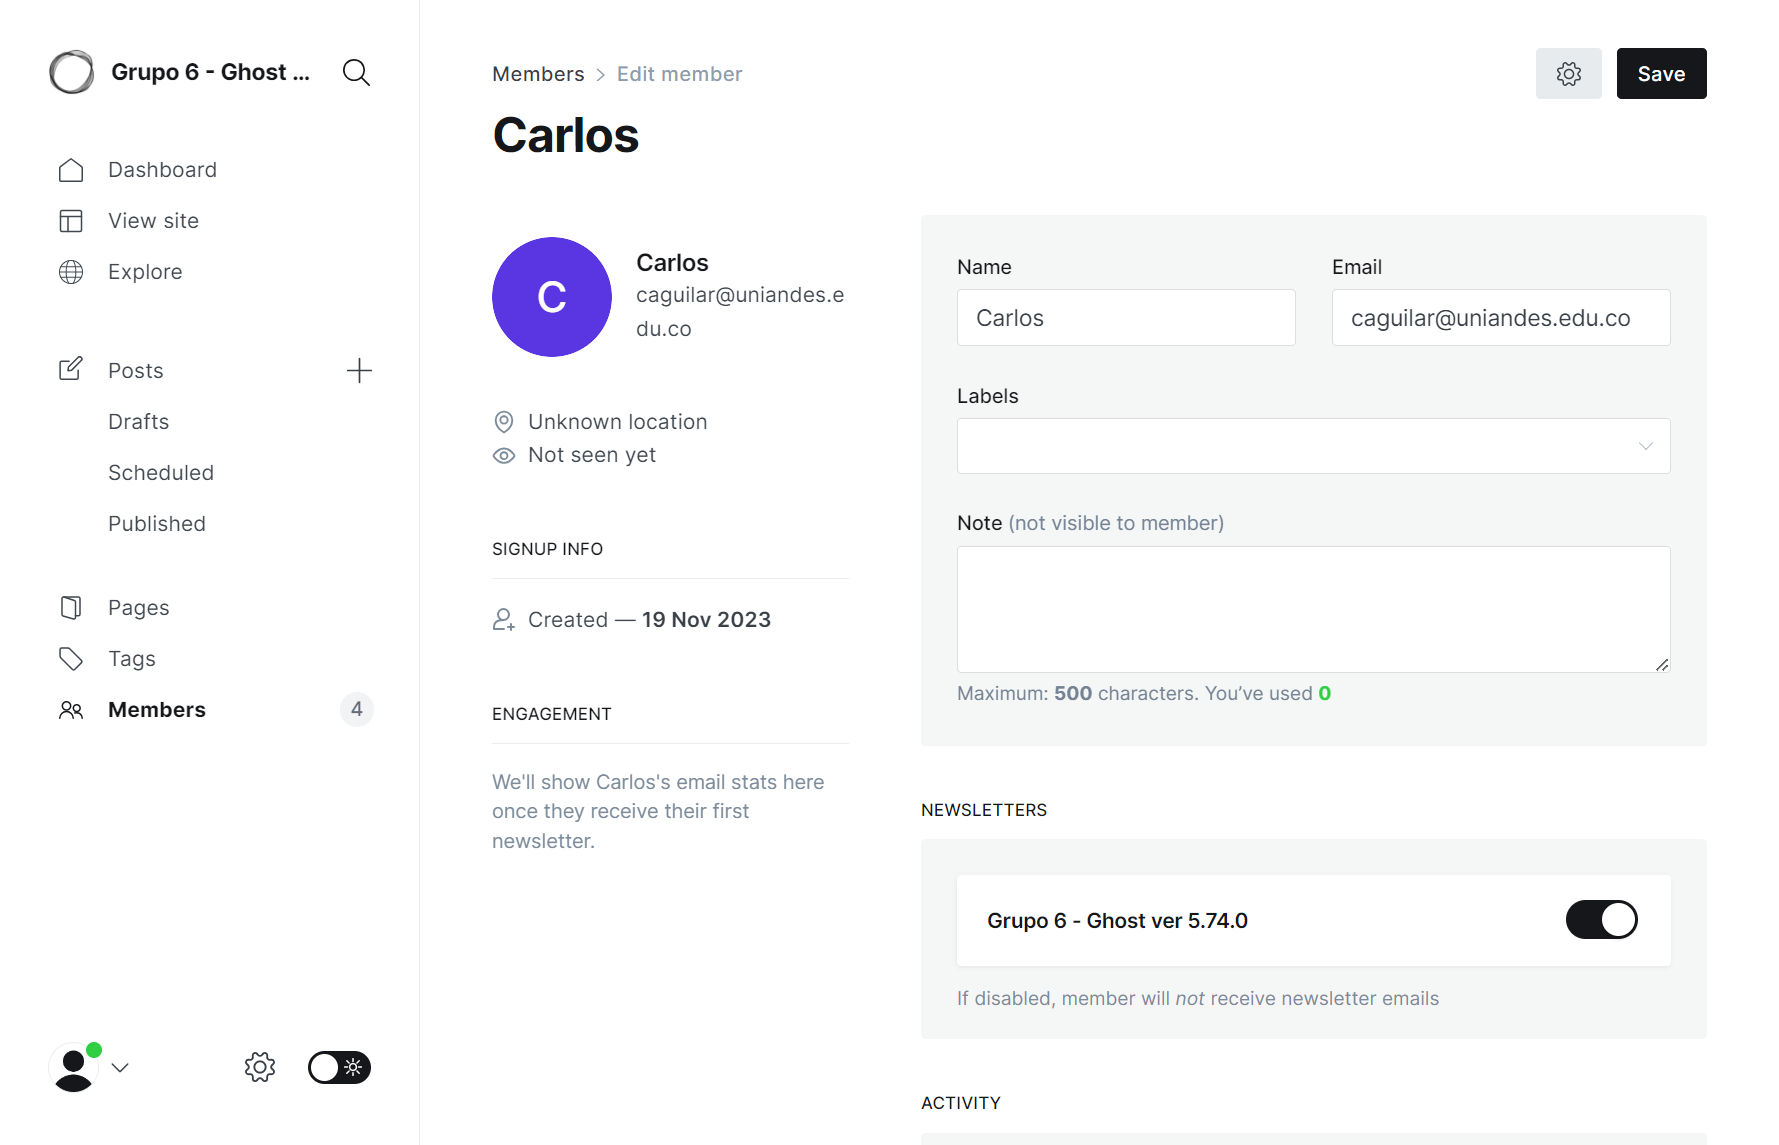 Grupo 6 - Ghost ...
Dashboard
View site
Explore
Posts
Drafts
Scheduled
Published
Pages
Tags
Members 4
Members > Edit member
Save
Carlos
C
Carlos
caguilar@uniandes.e
du.co
Unknown location
Not seen yet
SIGNUP INFO
Created — 19 Nov 2023
ENGAGEMENT
We'll show Carlos's email stats here
once they receive their first
newsletter.
Name Email
Carlos caguilar@uniandes.edu.co
Labels
Note (not visible to member)
Maximum: 500 characters. You’ve used 0
NEWSLETTERS
Grupo 6 - Ghost ver 5.74.0
If disabled, member will not receive newsletter emails
ACTIVITY